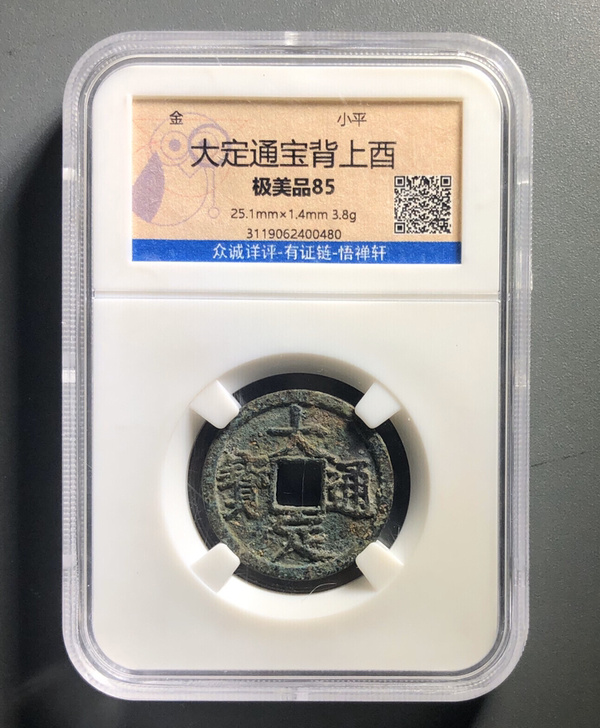 金 小平
大定通宝背上酉
极美品85
25.1mm×1.4mm 3.8g
3119062400480
众诚详评-有证链-悟禅轩
大
寶 通
定